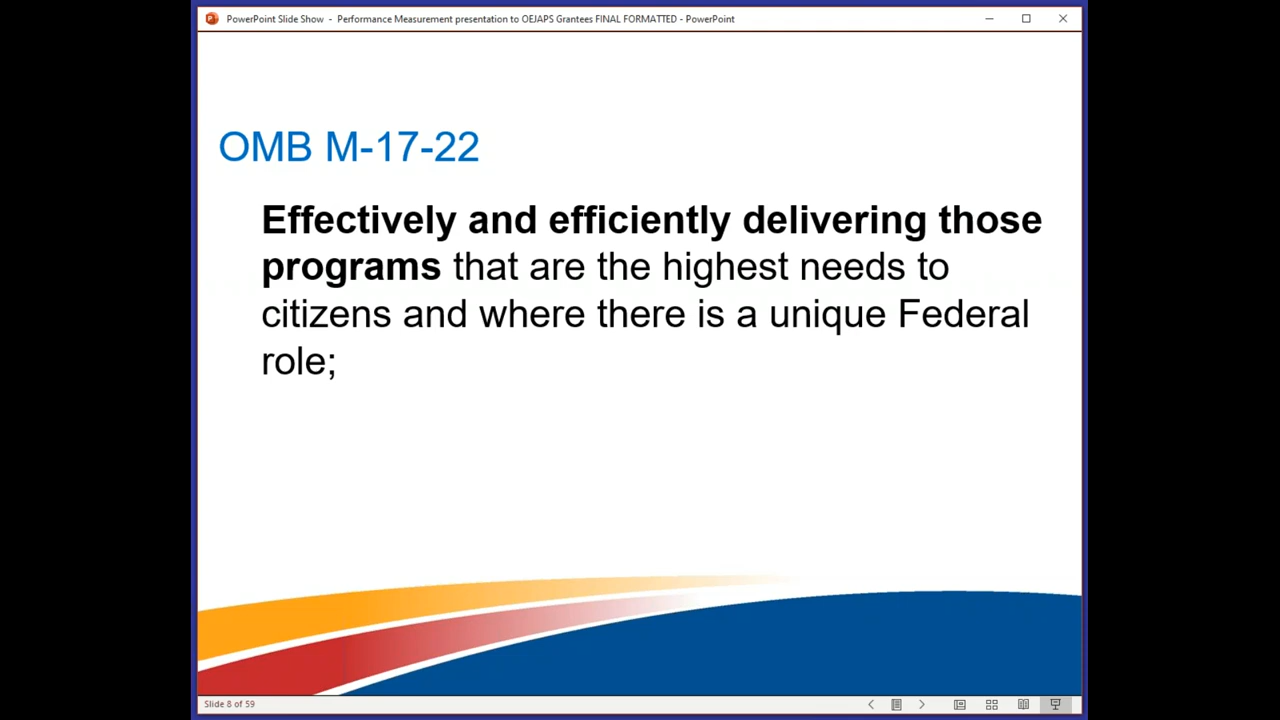 PowerPoint Slide Show - Performance Measurement presentation to OEJAPS Grantees FINAL FORMATTED - PowerPoint
OMB M-17-22
Effectively and efficiently delivering those
programs that are the highest needs to
citizens and where there is a unique Federal
role;
Slide 8 of 59